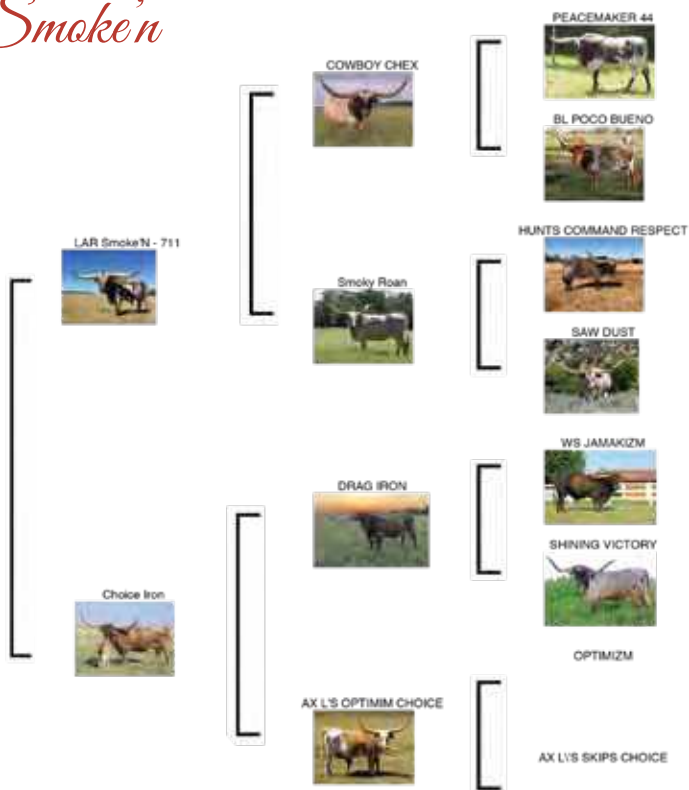 Smoke'n
PEACEMAKER 44
COWBOY CHEX
BL POCO BUENO
LAR Smoke'N - 711
HUNTS COMMAND RESPECT
Smoky Roan
SAW DUST
WS JAMAKIZM
DRAG IRON
SHINING VICTORY
Choice Iron
OPTIMIZM
AX L'S OPTIMIM CHOICE
AX L\'S SKIPS CHOICE